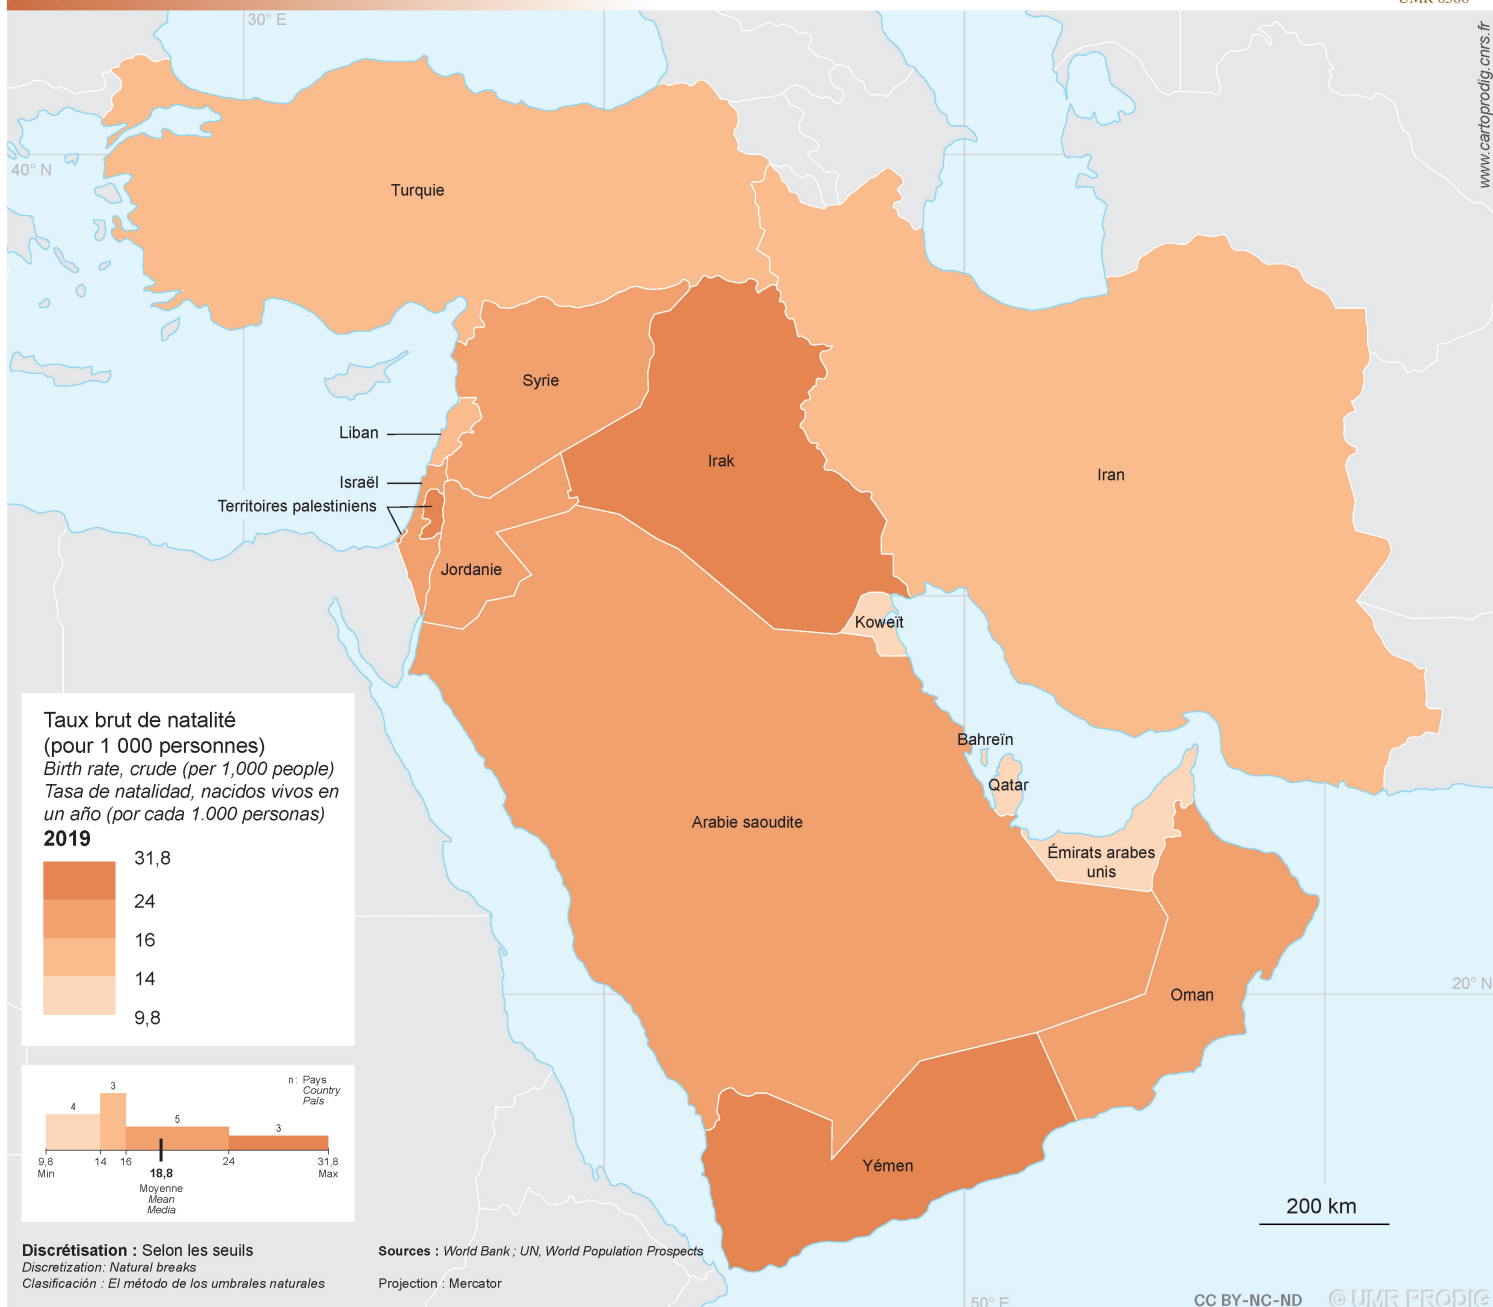 30° E
www.cartoprodig.cnrs.fr
40° N
Turquie
Syrie
Liban
Irak
Iran
Israël
Territoires palestiniens
Jordanie
Koweït
Bahreïn
Qatar
Arabie saoudite
Émirats arabes
unis
Oman
20° N
Yémen
200 km
50° E
Taux brut de natalité
(pour 1 000 personnes)
Birth rate, crude (per 1,000 people)
Tasa de natalidad, nacidos vivos en
un año (por cada 1.000 personas)
2019
31,8
24
16
14
9,8
n : Pays
Country
País
3
4
5
3
9,8 14 16 24 31,8
Min 18,8 Max
Moyenne
Mean
Media
Discrétisation : Selon les seuils
Discretization: Natural breaks
Clasificación : El método de los umbrales naturales
Sources : World Bank ; UN, World Population Prospects
Projection : Mercator
CC BY-NC-ND © UMR PRODIG